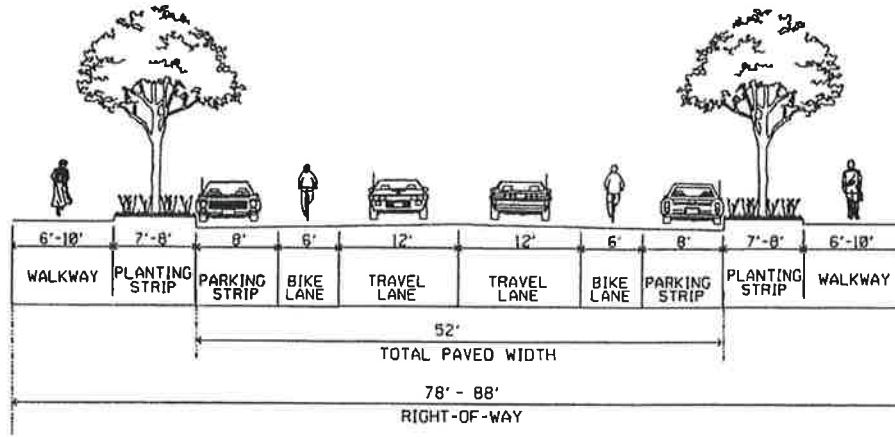 6'-10' 7'-8' 8' 6' 12' 12' 6' 8' 7'-8' 6'-10'
WALKWAY PLANTING STRIP PARKING STRIP BIKE LANE TRAVEL LANE TRAVEL LANE BIKE LANE PARKING STRIP PLANTING STRIP WALKWAY
52'
TOTAL PAVED WIDTH
78' - 88'
RIGHT-OF-WAY